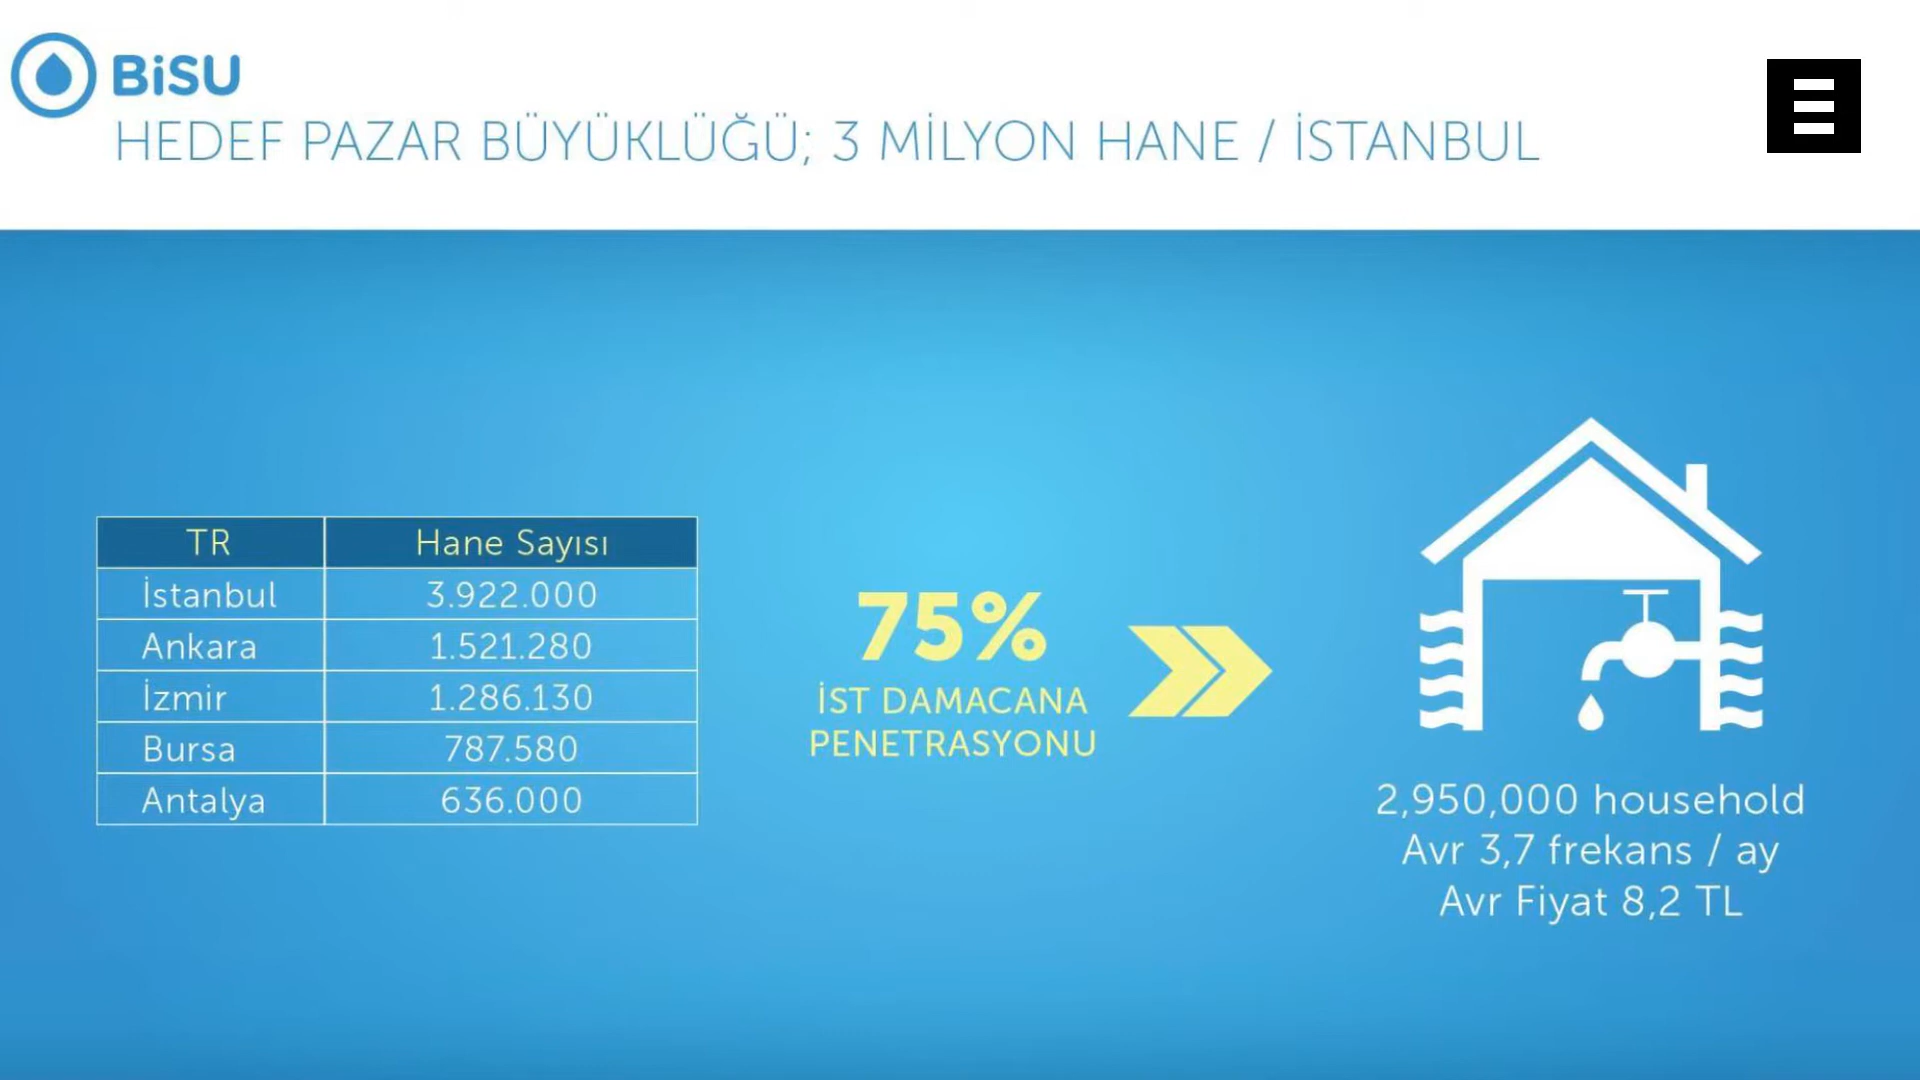 BiSU
HEDEF PAZAR BÜYÜKLÜĞÜ; 3 MİLYON HANE / İSTANBUL
TR Hane Sayısı
İstanbul 3.922.000
Ankara 1.521.280
İzmir 1.286.130
Bursa 787.580
Antalya 636.000
75%
İST DAMACANA
PENETRASYONU
2,950,000 household
Avr 3,7 frekans / ay
Avr Fiyat 8,2 TL